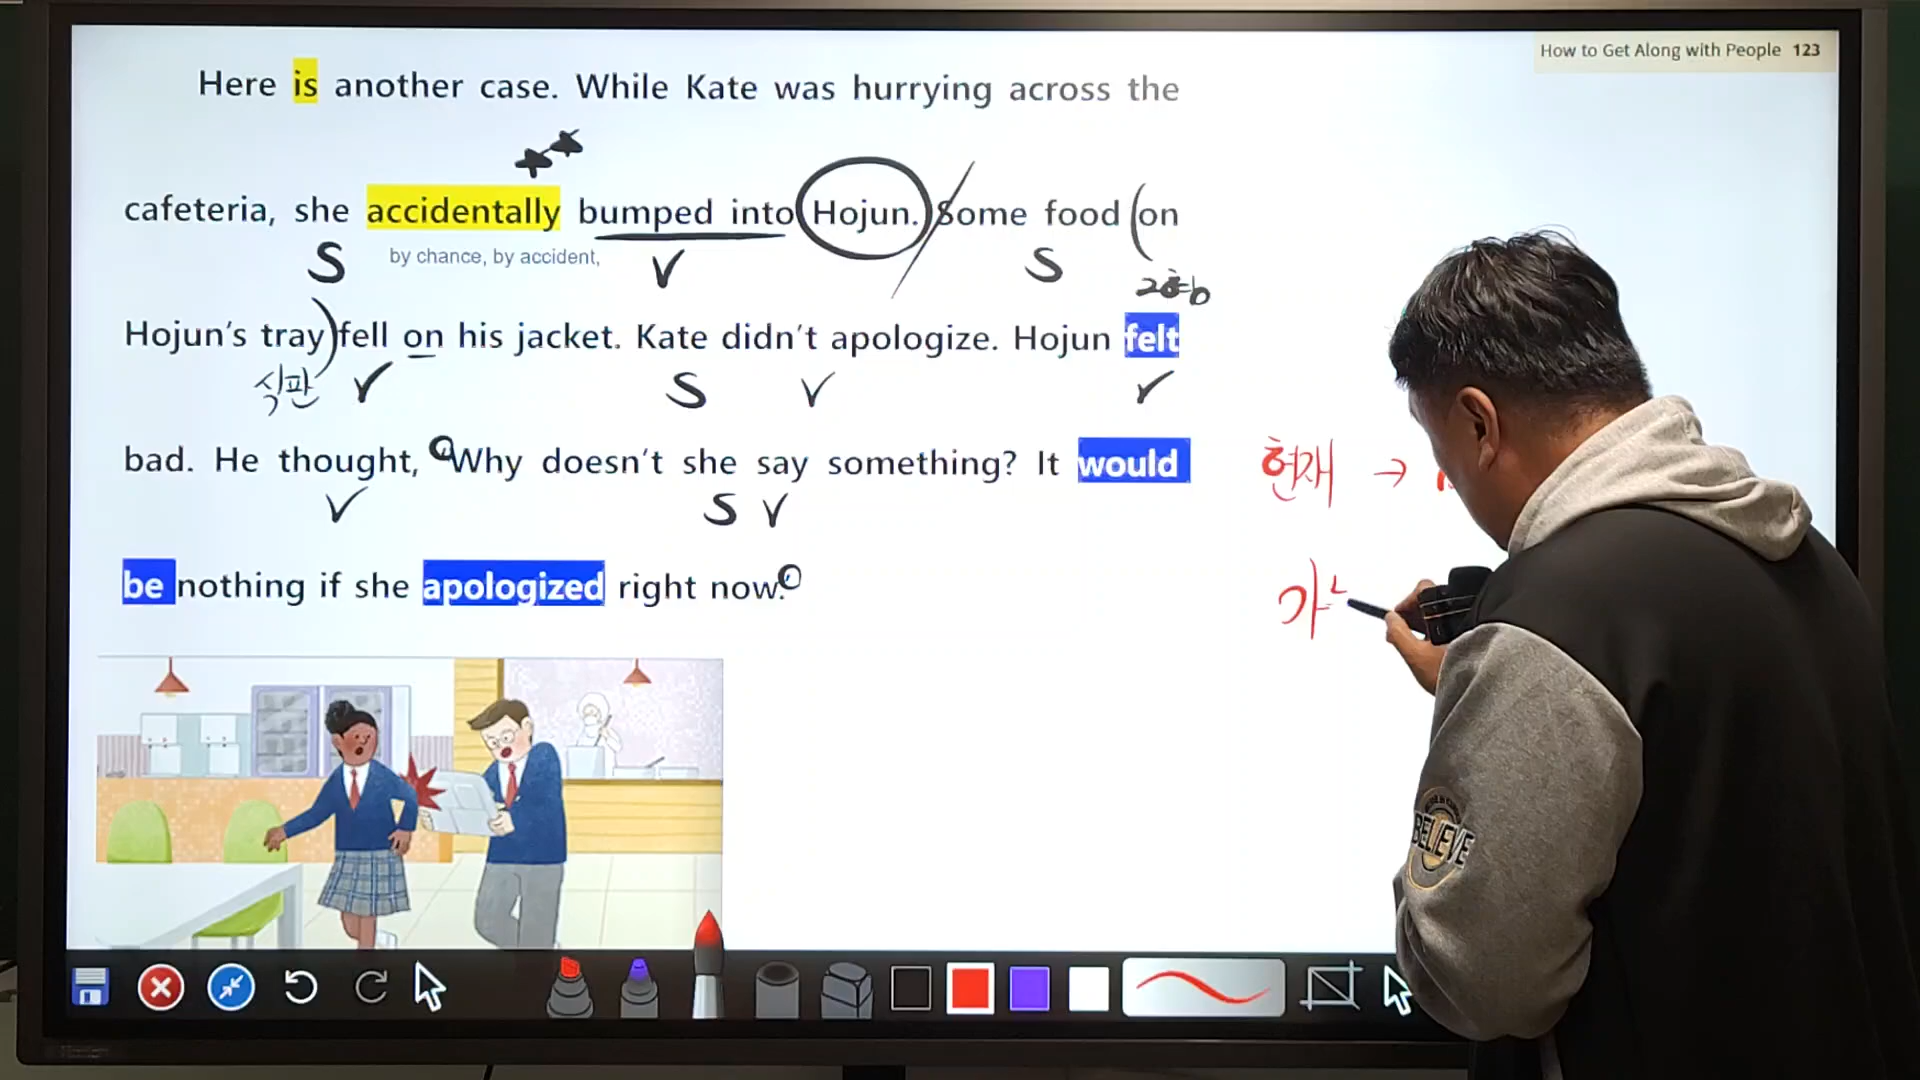 How to Get Along with People 123
Here is another case. While Kate was hurrying across the
cafeteria, she accidentally bumped into Hojun. Some food (on
S by chance, by accident, V S
Hojun's tray) fell on his jacket. Kate didn't apologize. Hojun felt
식판 V S V V
bad. He thought, Why doesn't she say something? It would
현재 →
V S V
be nothing if she apologized right now.
BELIEVE